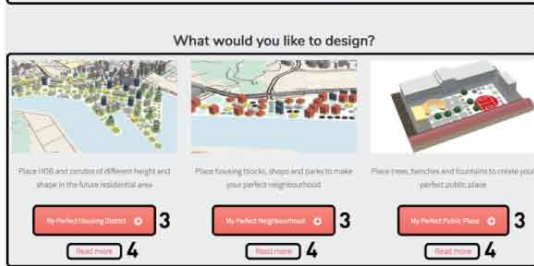 What would you like to design?
Place HDB and condos of different height and
shape in the future residential area
Place housing blocks, shops and parks to make
your perfect neighbourhood
Place trees, benches and fountains to create your
perfect public place
My Perfect Housing District 3
My Perfect Neighbourhood 3
My Perfect Public Place 3
Read more 4
Read more 4
Read more 4